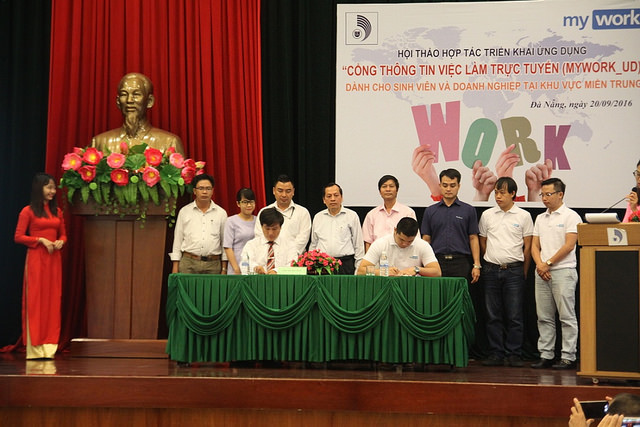 my work
HỘI THẢO HỢP TÁC TRIỂN KHAI ỨNG DỤNG
“CỔNG THÔNG TIN VIỆC LÀM TRỰC TUYẾN (MYWORK_UD)
DÀNH CHO SINH VIÊN VÀ DOANH NGHIỆP TẠI KHU VỰC MIỀN TRUNG
Đà Nẵng, ngày 20/09/2016
WORK